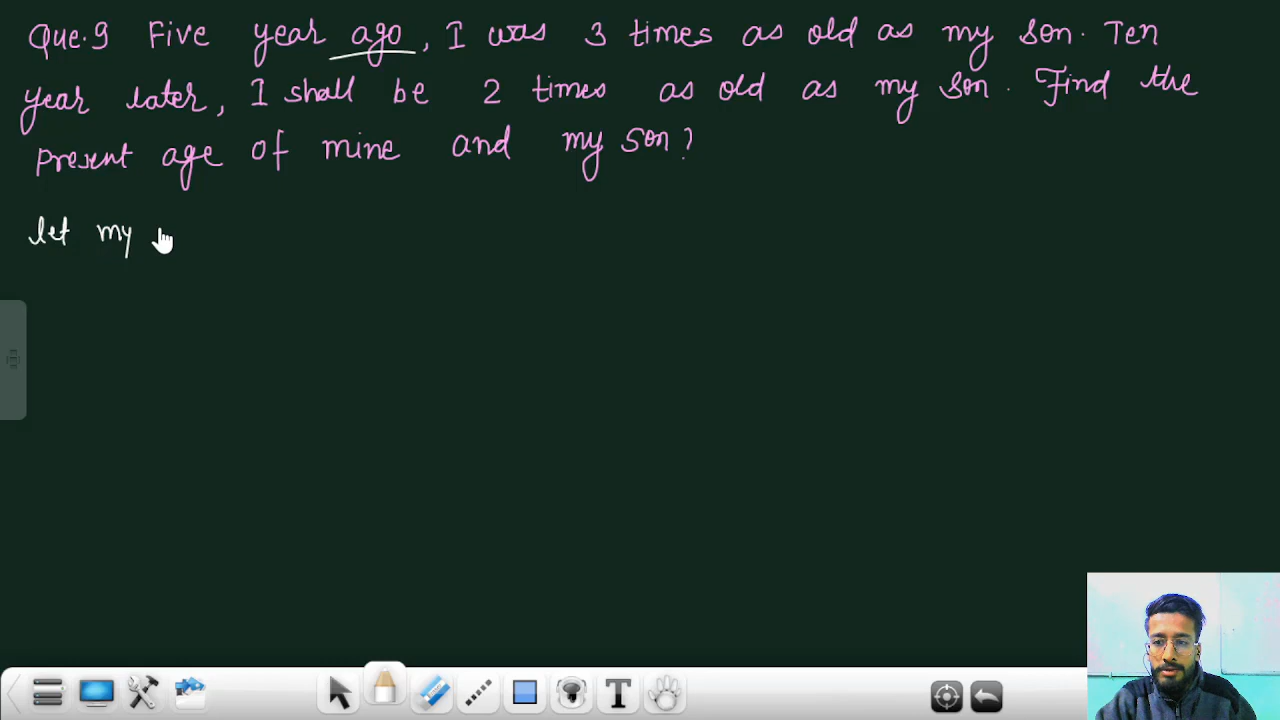 Que.9 Five year ago, I was 3 times as old as my son. Ten
year later, I shall be 2 times as old as my son. Find the
present age of mine and my son?
let my
T